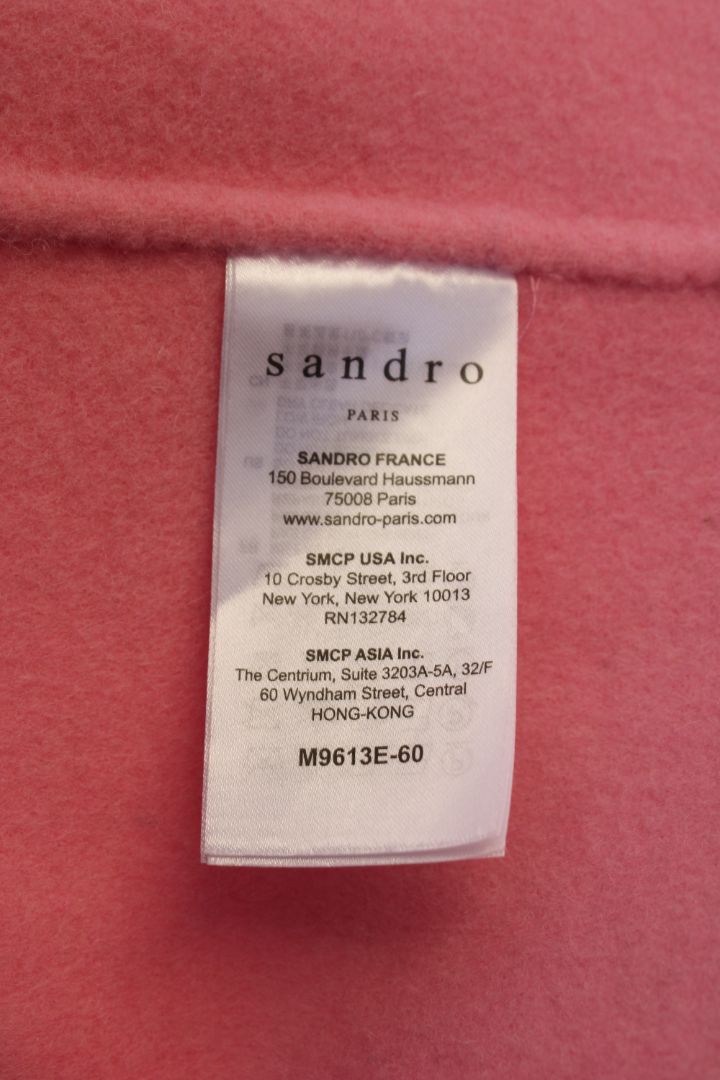 sandro
PARIS
SANDRO FRANCE
150 Boulevard Haussmann
75008 Paris
www.sandro-paris.com
SMCP USA Inc.
10 Crosby Street, 3rd Floor
New York, New York 10013
RN132784
SMCP ASIA Inc.
The Centrium, Suite 3203A-5A, 32/F
60 Wyndham Street, Central
HONG-KONG
M9613E-60